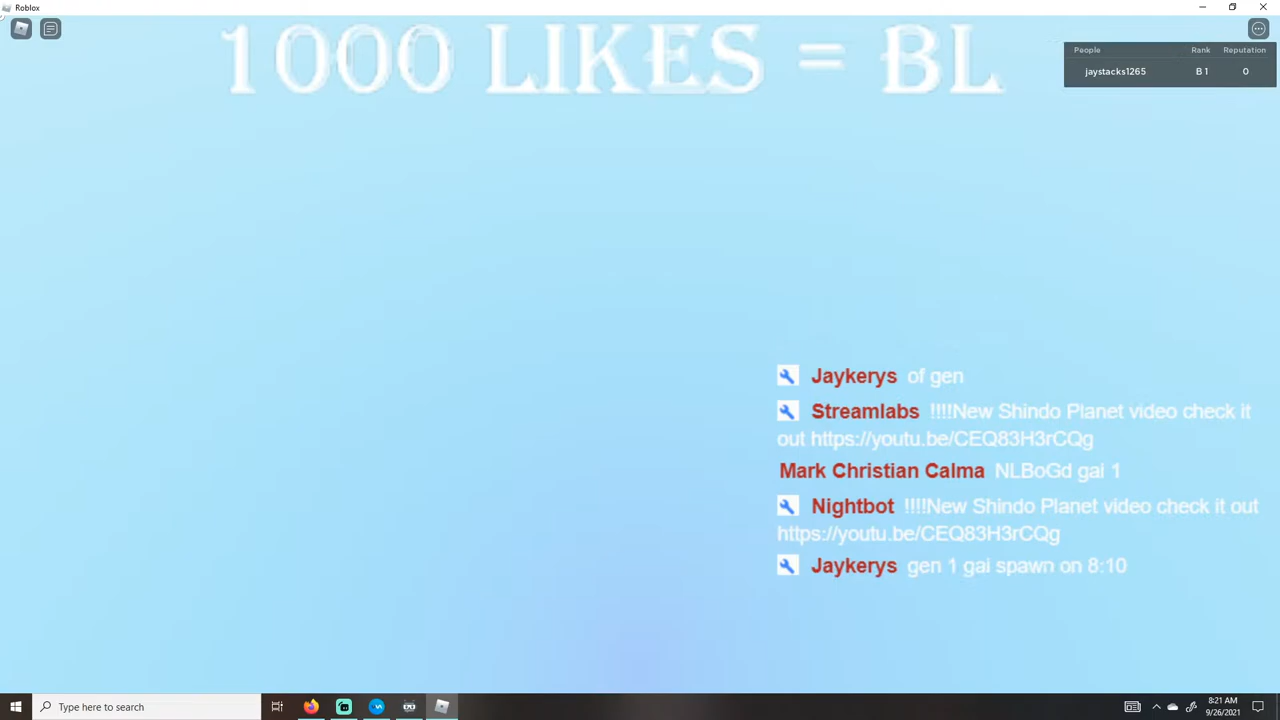 Roblox
1000 LIKES = BL
People Rank Reputation
jaystacks1265 B 1 0
Jaykerys of gen
Streamlabs !!!!New Shindo Planet video check it
out https://youtu.be/CEQ83H3rCQg
Mark Christian Calma NLBoGd gai 1
Nightbot !!!!New Shindo Planet video check it out
https://youtu.be/CEQ83H3rCQg
Jaykerys gen 1 gai spawn on 8:10
Type here to search
8:21 AM
9/26/2021